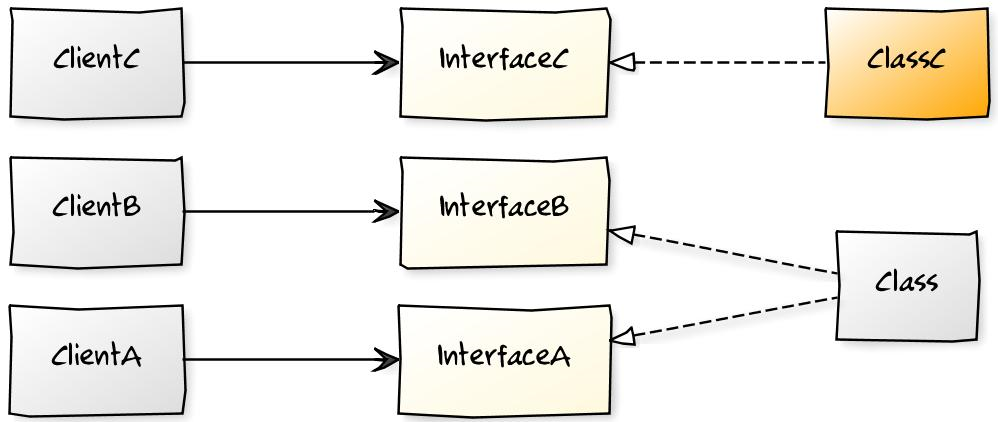 ClientC
InterfaceC
ClassC
ClientB
InterfaceB
Class
ClientA
InterfaceA